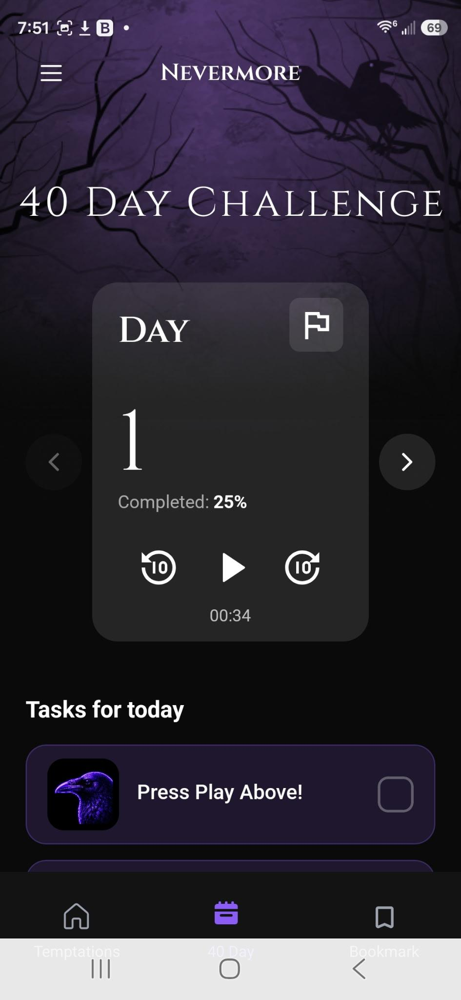 7:51 B 6 69
Nevermore
40 Day Challenge
Day
1
Completed: 25%
10 10
00:34
Tasks for today
Press Play Above!
Temptations 40 Day Bookmark